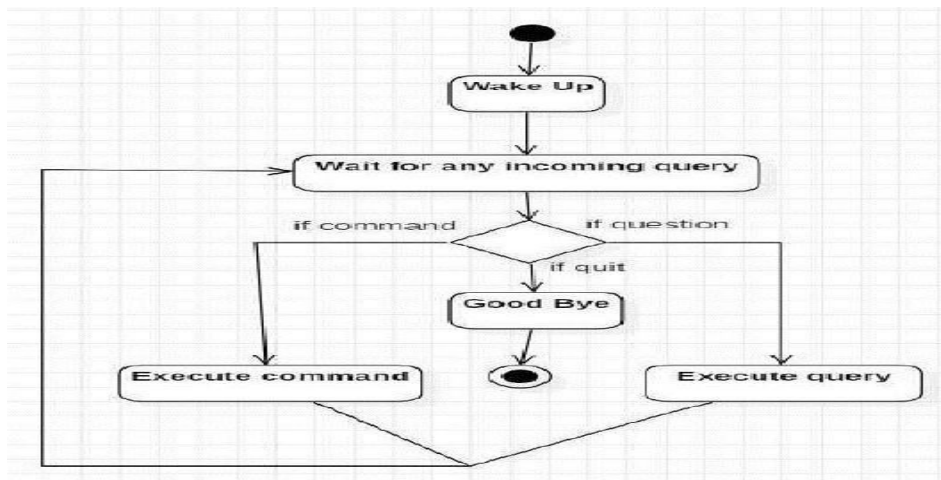 Wake Up
Wait for any incoming query
if command
if question
if quit
Good Bye
Execute command
Execute query